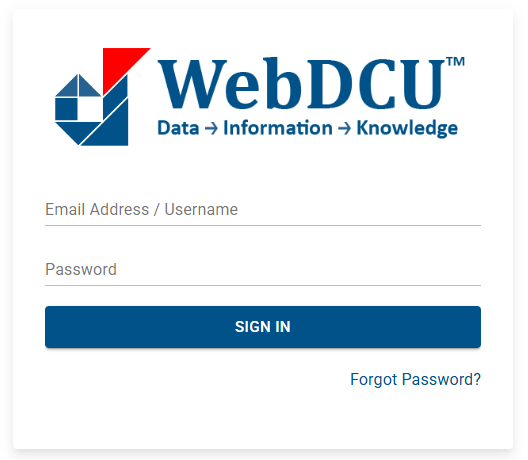 WebDCU™
Data → Information → Knowledge
Email Address / Username
Password
SIGN IN
Forgot Password?